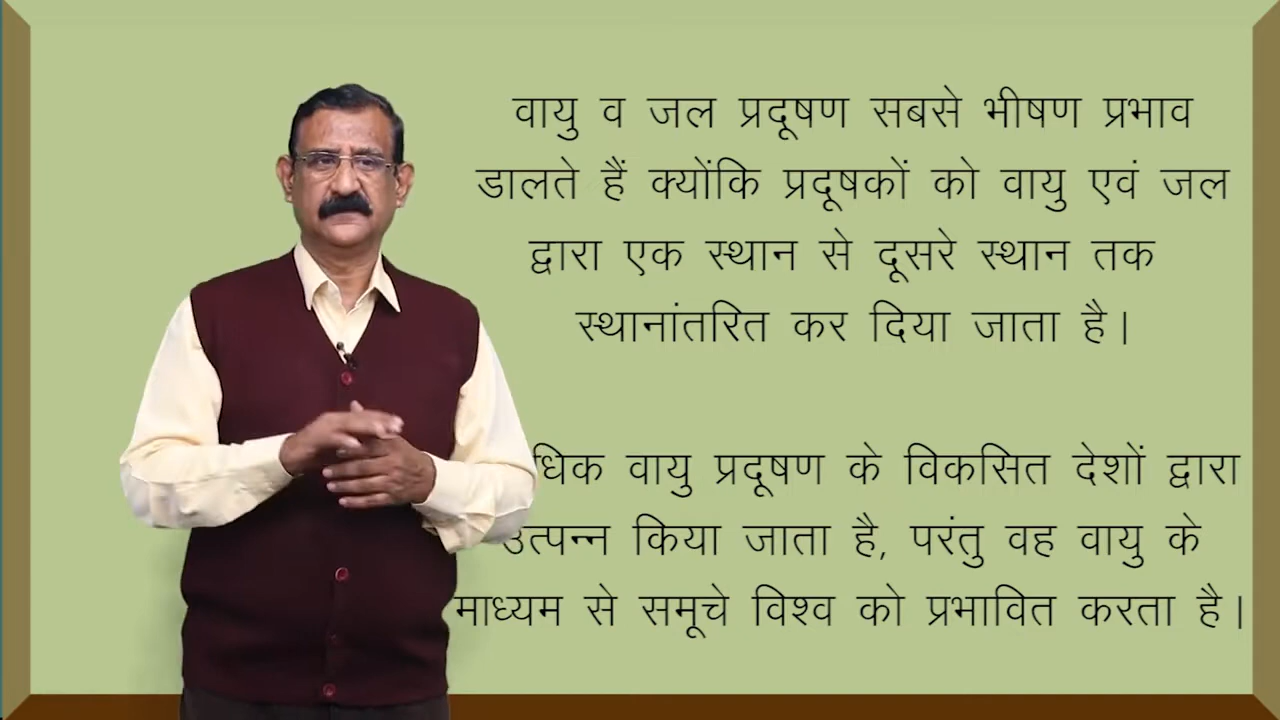 वायु व जल प्रदूषण सबसे भीषण प्रभाव
डालते हैं क्योंकि प्रदूषकों को वायु एवं जल
द्वारा एक स्थान से दूसरे स्थान तक
स्थानांतरित कर दिया जाता है।
वायु प्रदूषण के विकसित देशों द्वारा
उत्पन्न किया जाता है, परंतु वह वायु के
माध्यम से समूचे विश्व को प्रभावित करता है।